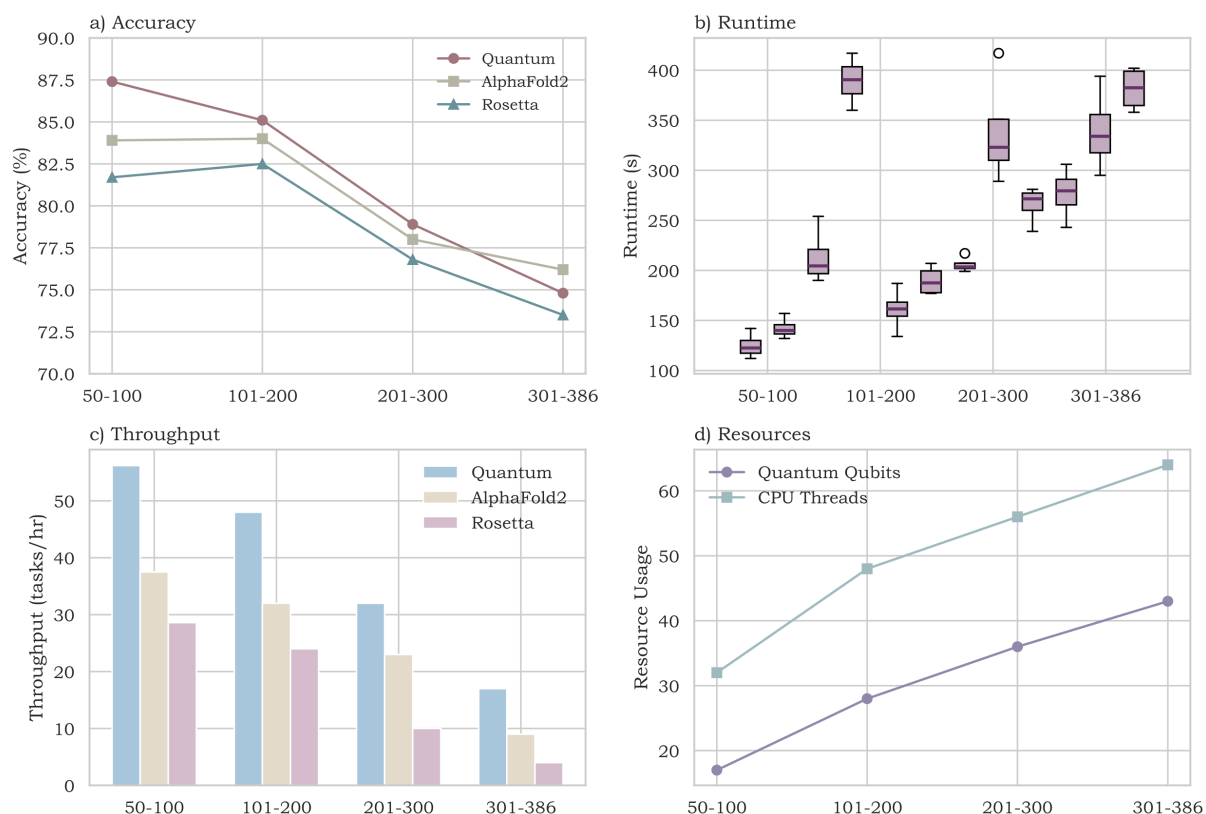 a) Accuracy
90.0
87.5
85.0
82.5
80.0
77.5
75.0
72.5
70.0
Accuracy (%)
Quantum
AlphaFold2
Rosetta
50-100 101-200 201-300 301-386
b) Runtime
400
350
300
250
200
150
100
Runtime (s)
50-100 101-200 201-300 301-386
c) Throughput
50
40
30
20
10
0
Throughput (tasks/hr)
Quantum
AlphaFold2
Rosetta
50-100 101-200 201-300 301-386
d) Resources
60
50
40
30
20
Resource Usage
Quantum Qubits
CPU Threads
50-100 101-200 201-300 301-386